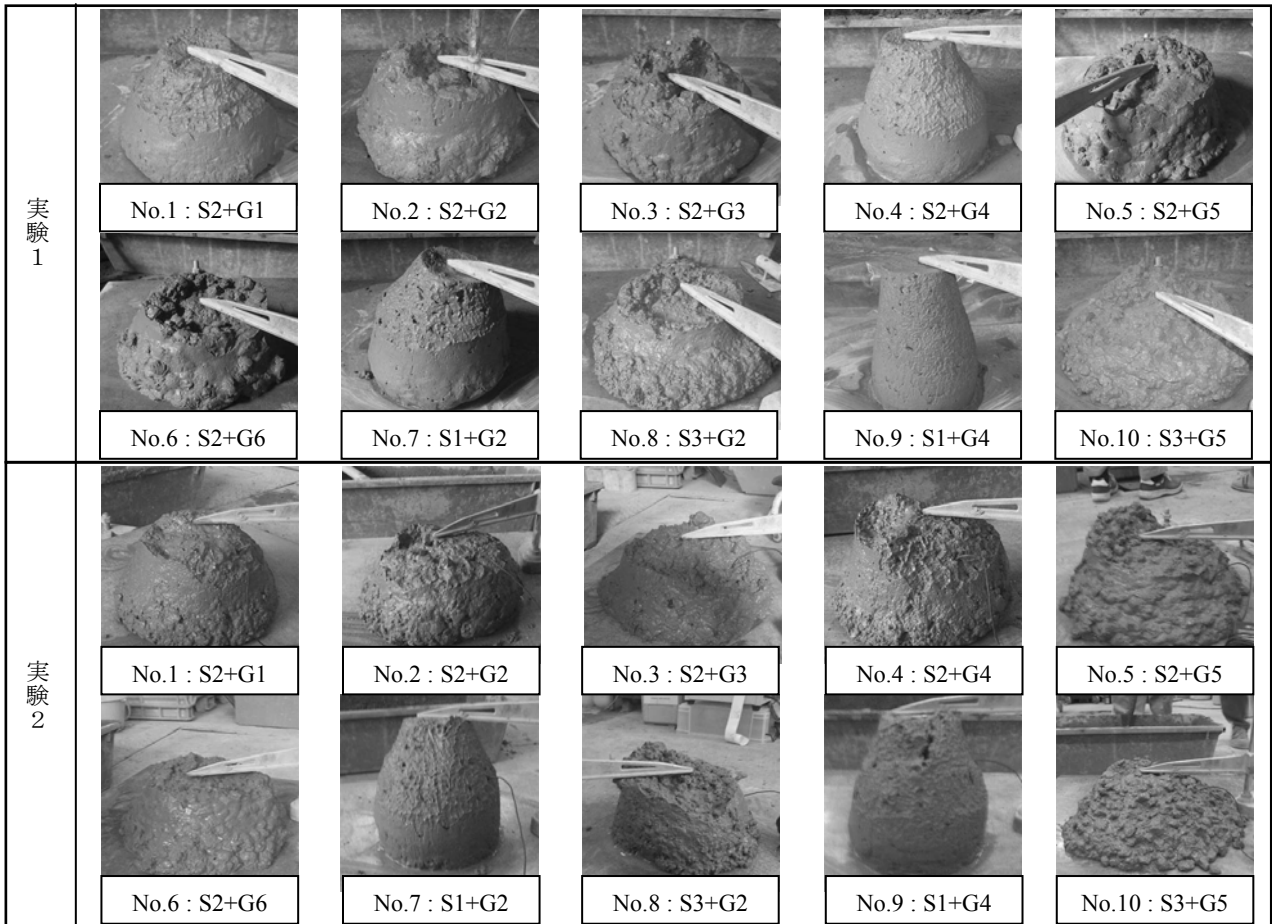 実験1
No.1 : S2+G1
No.2 : S2+G2
No.3 : S2+G3
No.4 : S2+G4
No.5 : S2+G5
No.6 : S2+G6
No.7 : S1+G2
No.8 : S3+G2
No.9 : S1+G4
No.10 : S3+G5
実験2
No.1 : S2+G1
No.2 : S2+G2
No.3 : S2+G3
No.4 : S2+G4
No.5 : S2+G5
No.6 : S2+G6
No.7 : S1+G2
No.8 : S3+G2
No.9 : S1+G4
No.10 : S3+G5